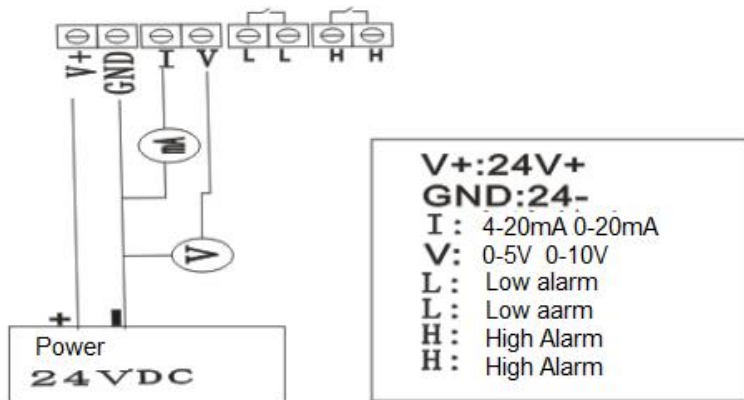 V+ GND I V L L H H
mA
V
+ -
Power
24VDC
V+:24V+
GND:24-
I: 4-20mA 0-20mA
V: 0-5V 0-10V
L: Low alarm
L: Low aarm
H: High Alarm
H: High Alarm